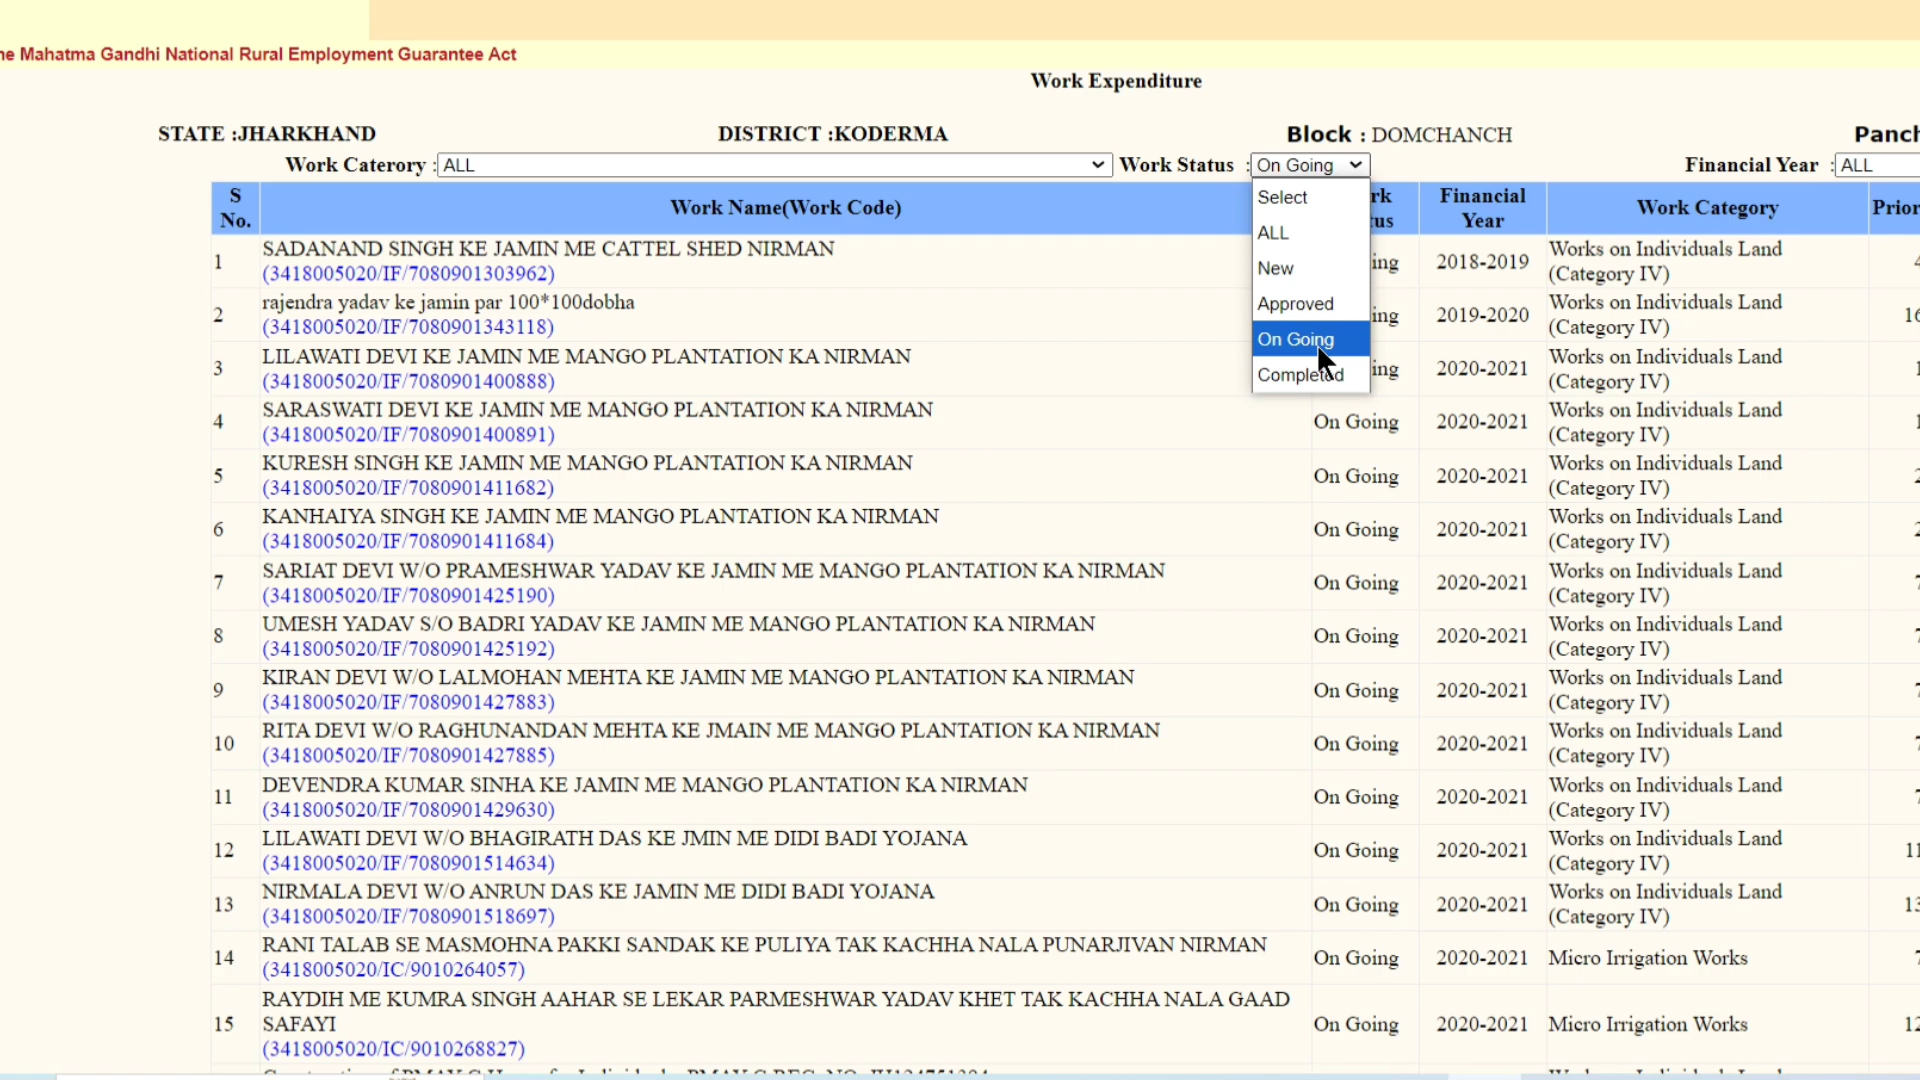 he Mahatma Gandhi National Rural Employment Guarantee Act
Work Expenditure
STATE :JHARKHAND DISTRICT :KODERMA Block : DOMCHANCH Panch
Work Caterory : ALL Work Status : On Going Financial Year : ALL
Select
ALL
New
Approved
On Going
Completed
S No. Work Name(Work Code) rk tus Financial Year Work Category Prior
1 SADANAND SINGH KE JAMIN ME CATTEL SHED NIRMAN ing 2018-2019 Works on Individuals Land
(3418005020/IF/7080901303962) (Category IV)
2 rajendra yadav ke jamin par 100*100dobha ing 2019-2020 Works on Individuals Land 16
(3418005020/IF/7080901343118) (Category IV)
3 LILAWATI DEVI KE JAMIN ME MANGO PLANTATION KA NIRMAN ing 2020-2021 Works on Individuals Land
(3418005020/IF/7080901400888) (Category IV)
4 SARASWATI DEVI KE JAMIN ME MANGO PLANTATION KA NIRMAN On Going 2020-2021 Works on Individuals Land
(3418005020/IF/7080901400891) (Category IV)
5 KURESH SINGH KE JAMIN ME MANGO PLANTATION KA NIRMAN On Going 2020-2021 Works on Individuals Land
(3418005020/IF/7080901411682) (Category IV)
6 KANHAIYA SINGH KE JAMIN ME MANGO PLANTATION KA NIRMAN On Going 2020-2021 Works on Individuals Land
(3418005020/IF/7080901411684) (Category IV)
7 SARIAT DEVI W/O PRAMESHWAR YADAV KE JAMIN ME MANGO PLANTATION KA NIRMAN On Going 2020-2021 Works on Individuals Land
(3418005020/IF/7080901425190) (Category IV)
8 UMESH YADAV S/O BADRI YADAV KE JAMIN ME MANGO PLANTATION KA NIRMAN On Going 2020-2021 Works on Individuals Land
(3418005020/IF/7080901425192) (Category IV)
9 KIRAN DEVI W/O LALMOHAN MEHTA KE JAMIN ME MANGO PLANTATION KA NIRMAN On Going 2020-2021 Works on Individuals Land
(3418005020/IF/7080901427883) (Category IV)
10 RITA DEVI W/O RAGHUNANDAN MEHTA KE JMAIN ME MANGO PLANTATION KA NIRMAN On Going 2020-2021 Works on Individuals Land
(3418005020/IF/7080901427885) (Category IV)
11 DEVENDRA KUMAR SINHA KE JAMIN ME MANGO PLANTATION KA NIRMAN On Going 2020-2021 Works on Individuals Land
(3418005020/IF/7080901429630) (Category IV)
12 LILAWATI DEVI W/O BHAGIRATH DAS KE JMIN ME DIDI BADI YOJANA On Going 2020-2021 Works on Individuals Land 11
(3418005020/IF/7080901514634) (Category IV)
13 NIRMALA DEVI W/O ANRUN DAS KE JAMIN ME DIDI BADI YOJANA On Going 2020-2021 Works on Individuals Land 13
(3418005020/IF/7080901518697) (Category IV)
14 RANI TALAB SE MASMOHNA PAKKI SANDAK KE PULIYA TAK KACHHA NALA PUNARJIVAN NIRMAN On Going 2020-2021 Micro Irrigation Works
(3418005020/IC/9010264057)
15 RAYDIH ME KUMRA SINGH AAHAR SE LEKAR PARMESHWAR YADAV KHET TAK KACHHA NALA GAAD On Going 2020-2021 Micro Irrigation Works 12
SAFAYI
(3418005020/IC/9010268827)